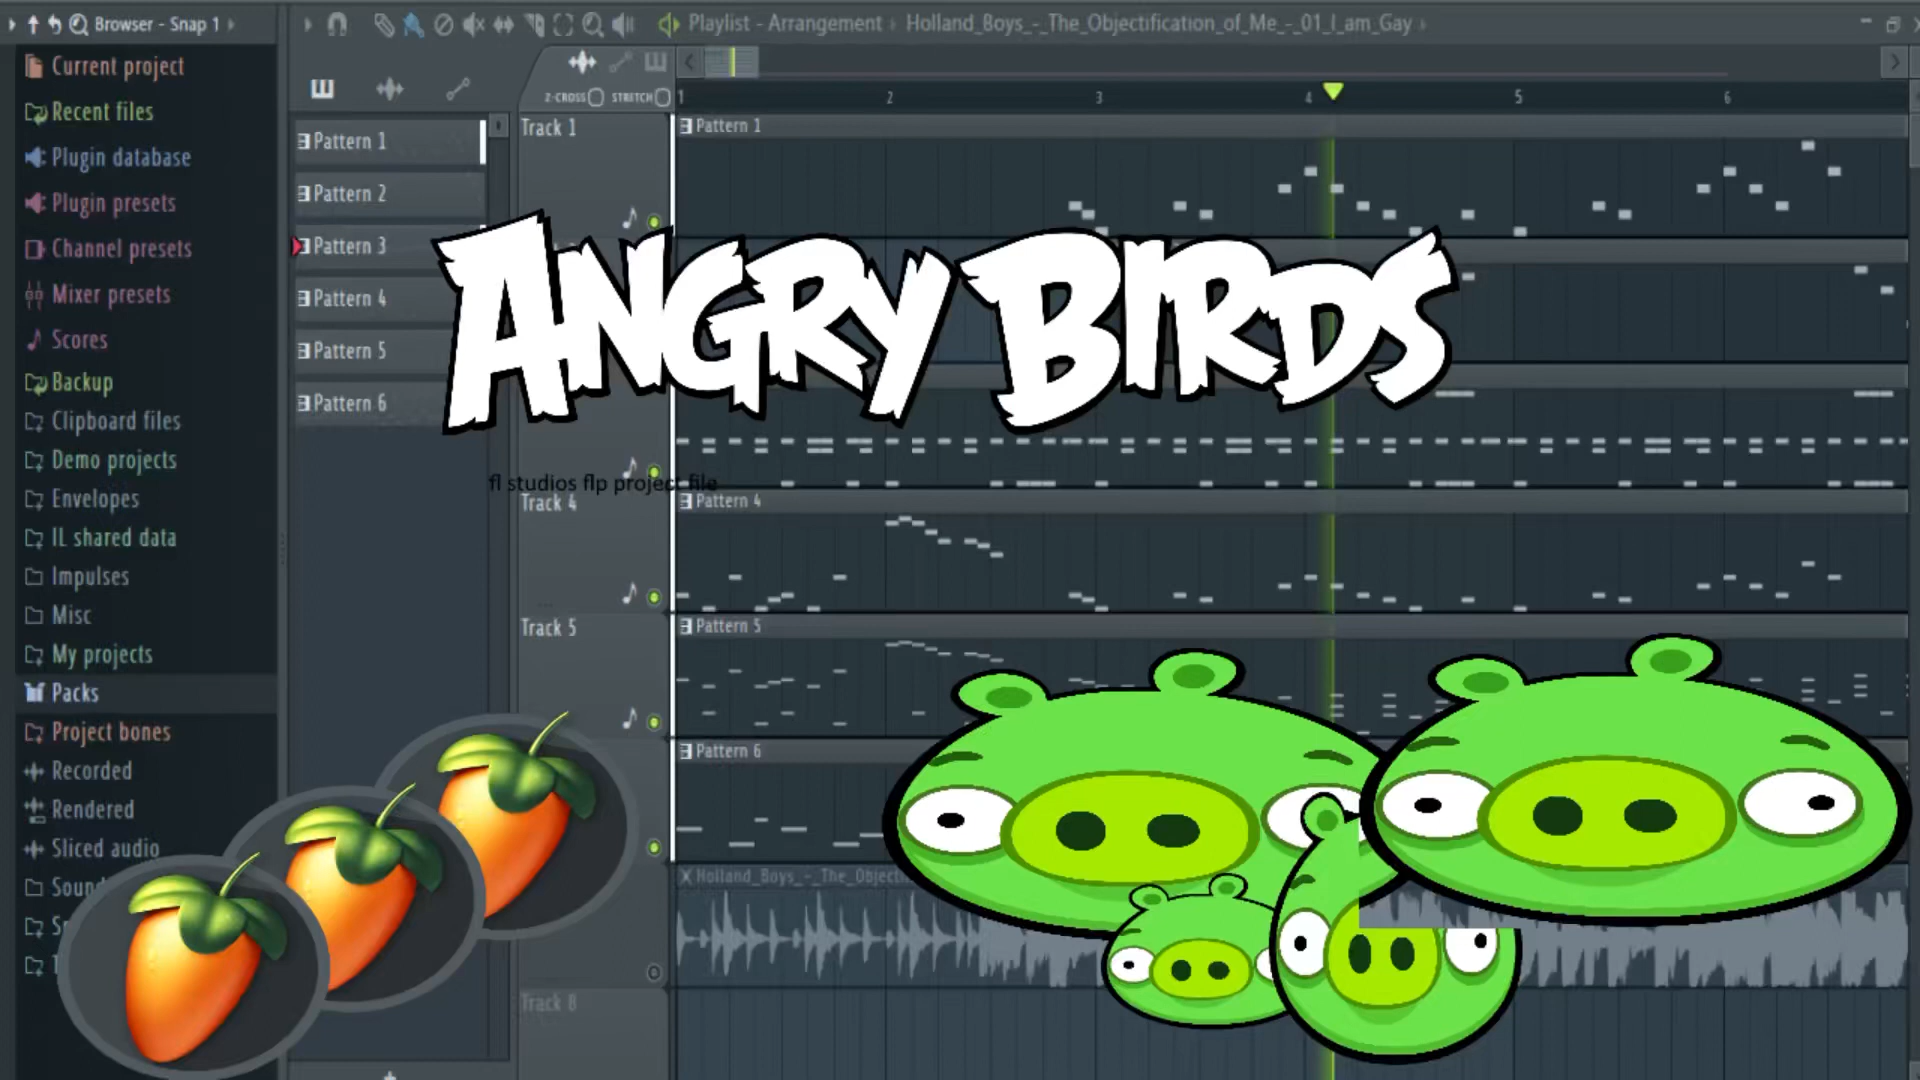 Browser - Snap 1
Playlist - Arrangement › Holland_Boys_-_The_Objectification_of_Me_-_01_I_am_Gay ›
Current project
Recent files
Plugin database
Plugin presets
Channel presets
Mixer presets
Scores
Backup
Clipboard files
Demo projects
Envelopes
IL shared data
Impulses
Misc
My projects
Packs
Project bones
Recorded
Rendered
Sliced audio
Pattern 1
Pattern 2
Pattern 3
Pattern 4
Pattern 5
Pattern 6
Z-CROSS STRETCH
1 2 3 4 5 6
Track 1
Pattern 1
ANGRY BIRDS
fl studios flp project file
Track 4
Pattern 4
Track 5
Pattern 5
Pattern 6
Holland_Boys_-_The_Objecti
Track 8